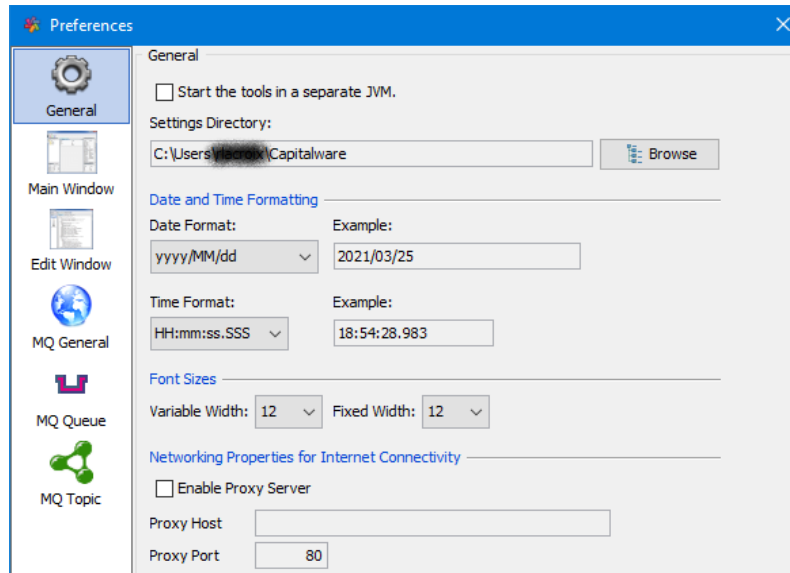 Preferences
General
Start the tools in a separate JVM.
General
Settings Directory:
C:\Users\ \Capitalware
Browse
Main Window
Date and Time Formatting
Date Format:
Example:
yyyy/MM/dd
2021/03/25
Edit Window
Time Format:
Example:
HH:mm:ss.SSS
18:54:28.983
MQ General
Font Sizes
Variable Width: 12 Fixed Width: 12
MQ Queue
Networking Properties for Internet Connectivity
Enable Proxy Server
MQ Topic
Proxy Host
Proxy Port 80